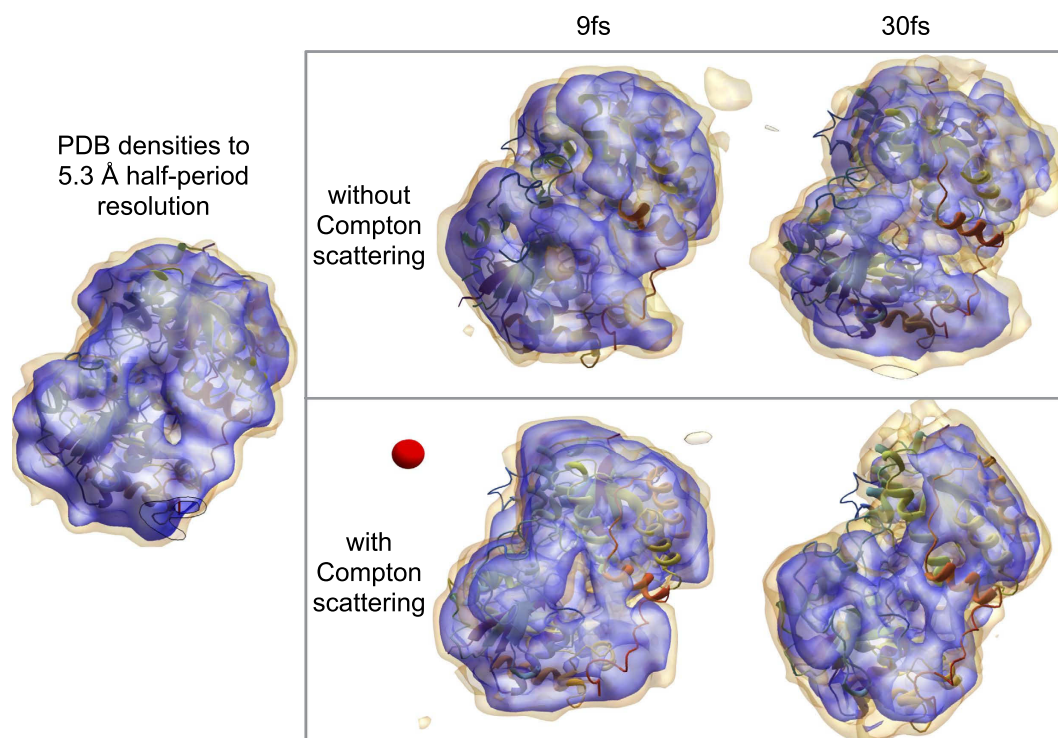 9fs
30fs
PDB densities to
5.3 Å half-period
resolution
without
Compton
scattering
with
Compton
scattering